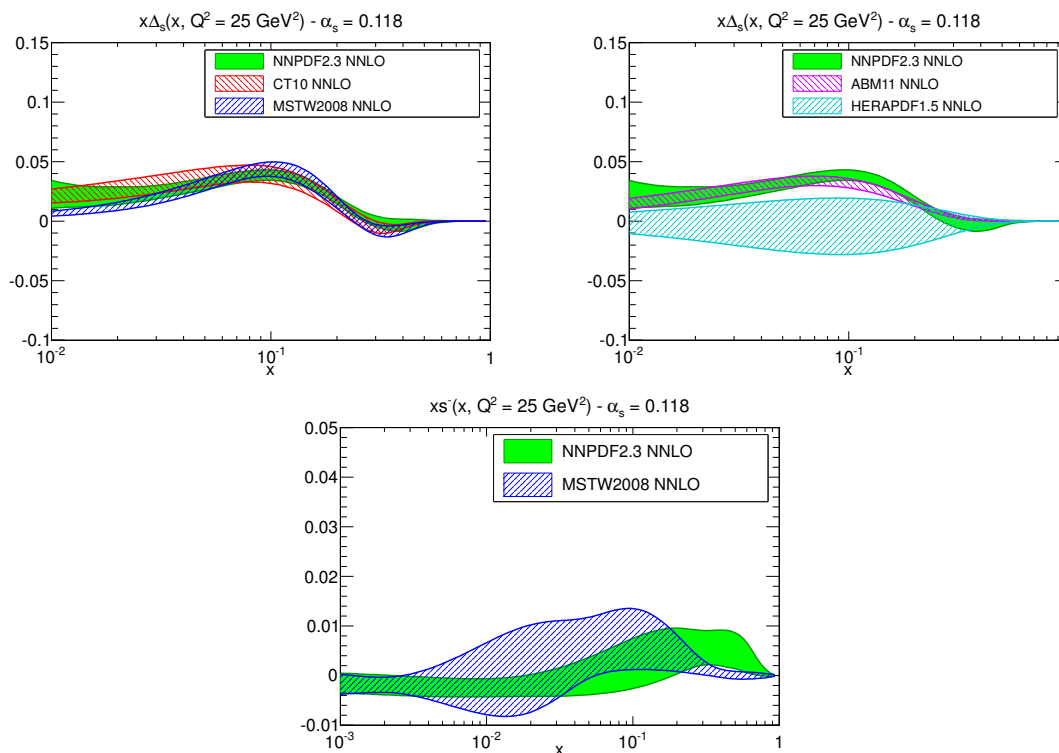 xΔₛ(x, Q² = 25 GeV²) - αₛ = 0.118
0.15
0.1
0.05
0
-0.05
-0.1
NNPDF2.3 NNLO
CT10 NNLO
MSTW2008 NNLO
10⁻²
10⁻¹
1
x
xΔₛ(x, Q² = 25 GeV²) - αₛ = 0.118
0.15
0.1
0.05
0
-0.05
-0.1
NNPDF2.3 NNLO
ABM11 NNLO
HERAPDF1.5 NNLO
10⁻²
10⁻¹
x
xs⁻(x, Q² = 25 GeV²) - αₛ = 0.118
0.05
0.04
0.03
0.02
0.01
0
-0.01
NNPDF2.3 NNLO
MSTW2008 NNLO
10⁻³
10⁻²
10⁻¹
1
x